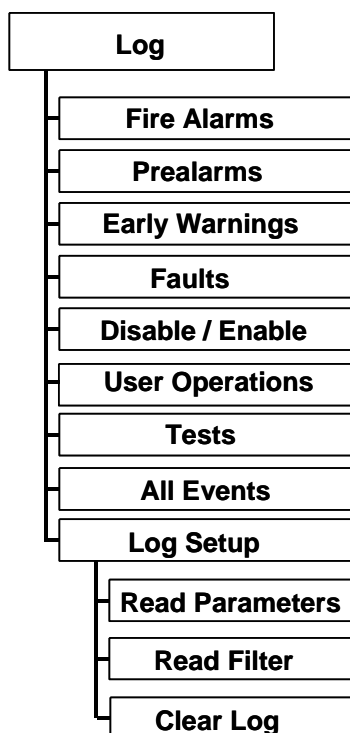 Log
Fire Alarms
Prealarms
Early Warnings
Faults
Disable / Enable
User Operations
Tests
All Events
Log Setup
Read Parameters
Read Filter
Clear Log